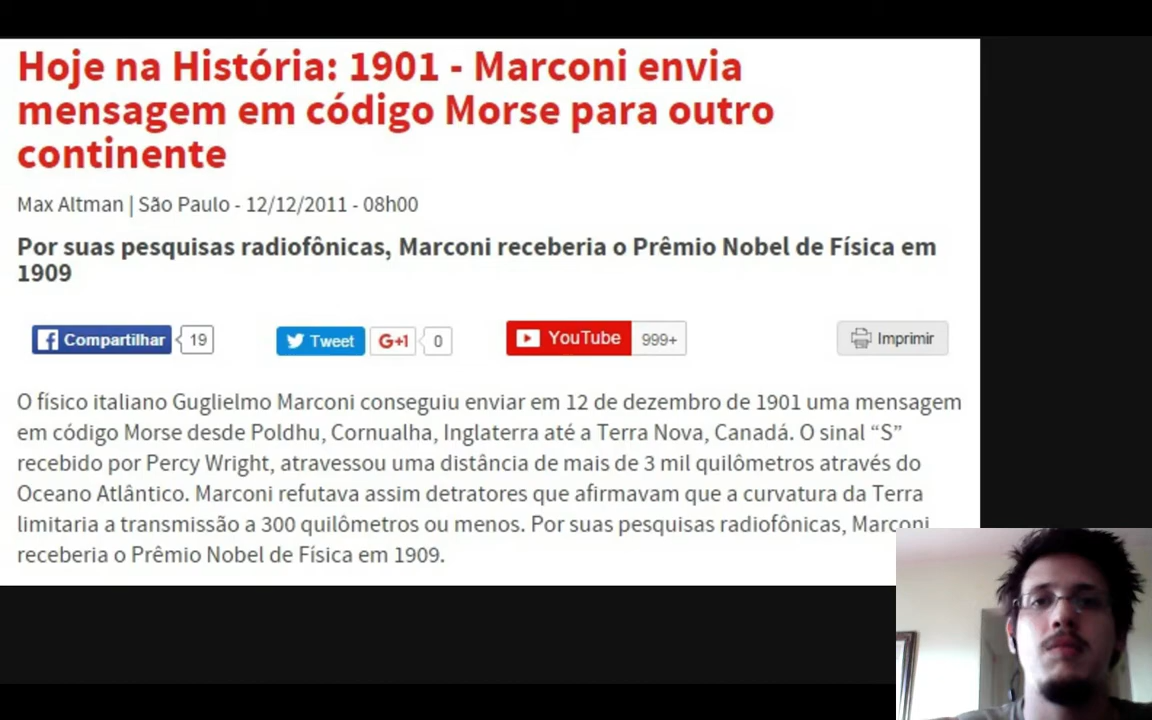 Hoje na História: 1901 - Marconi envia
mensagem em código Morse para outro
continente
Max Altman | São Paulo - 12/12/2011 - 08h00
Por suas pesquisas radiofônicas, Marconi receberia o Prêmio Nobel de Física em
1909
Compartilhar 19 Tweet G+1 0 YouTube 999+ Imprimir
O físico italiano Guglielmo Marconi conseguiu enviar em 12 de dezembro de 1901 uma mensagem
em código Morse desde Poldhu, Cornualha, Inglaterra até a Terra Nova, Canadá. O sinal “S”
recebido por Percy Wright, atravessou uma distância de mais de 3 mil quilômetros através do
Oceano Atlântico. Marconi refutava assim detratores que afirmavam que a curvatura da Terra
limitaria a transmissão a 300 quilômetros ou menos. Por suas pesquisas radiofônicas, Marconi
receberia o Prêmio Nobel de Física em 1909.